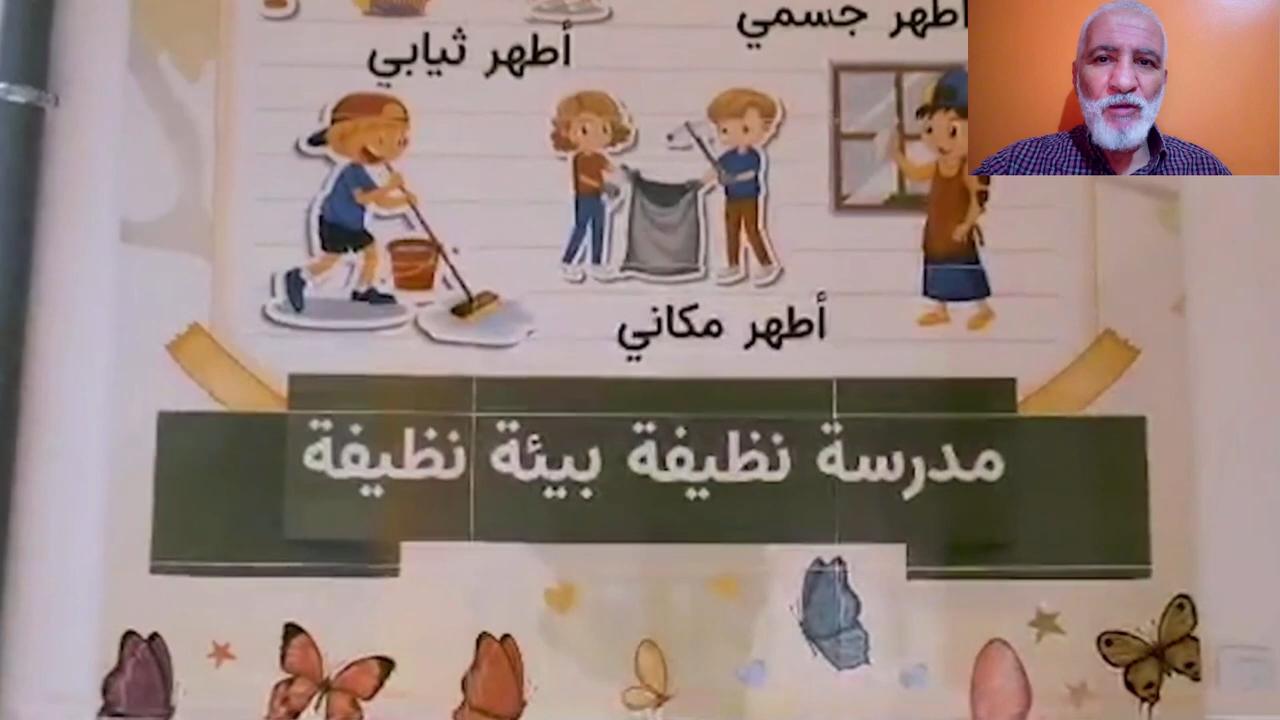 أطهر جسمي
أطهر ثيابي
أطهر مكاني
مدرسة نظيفة بيئة نظيفة